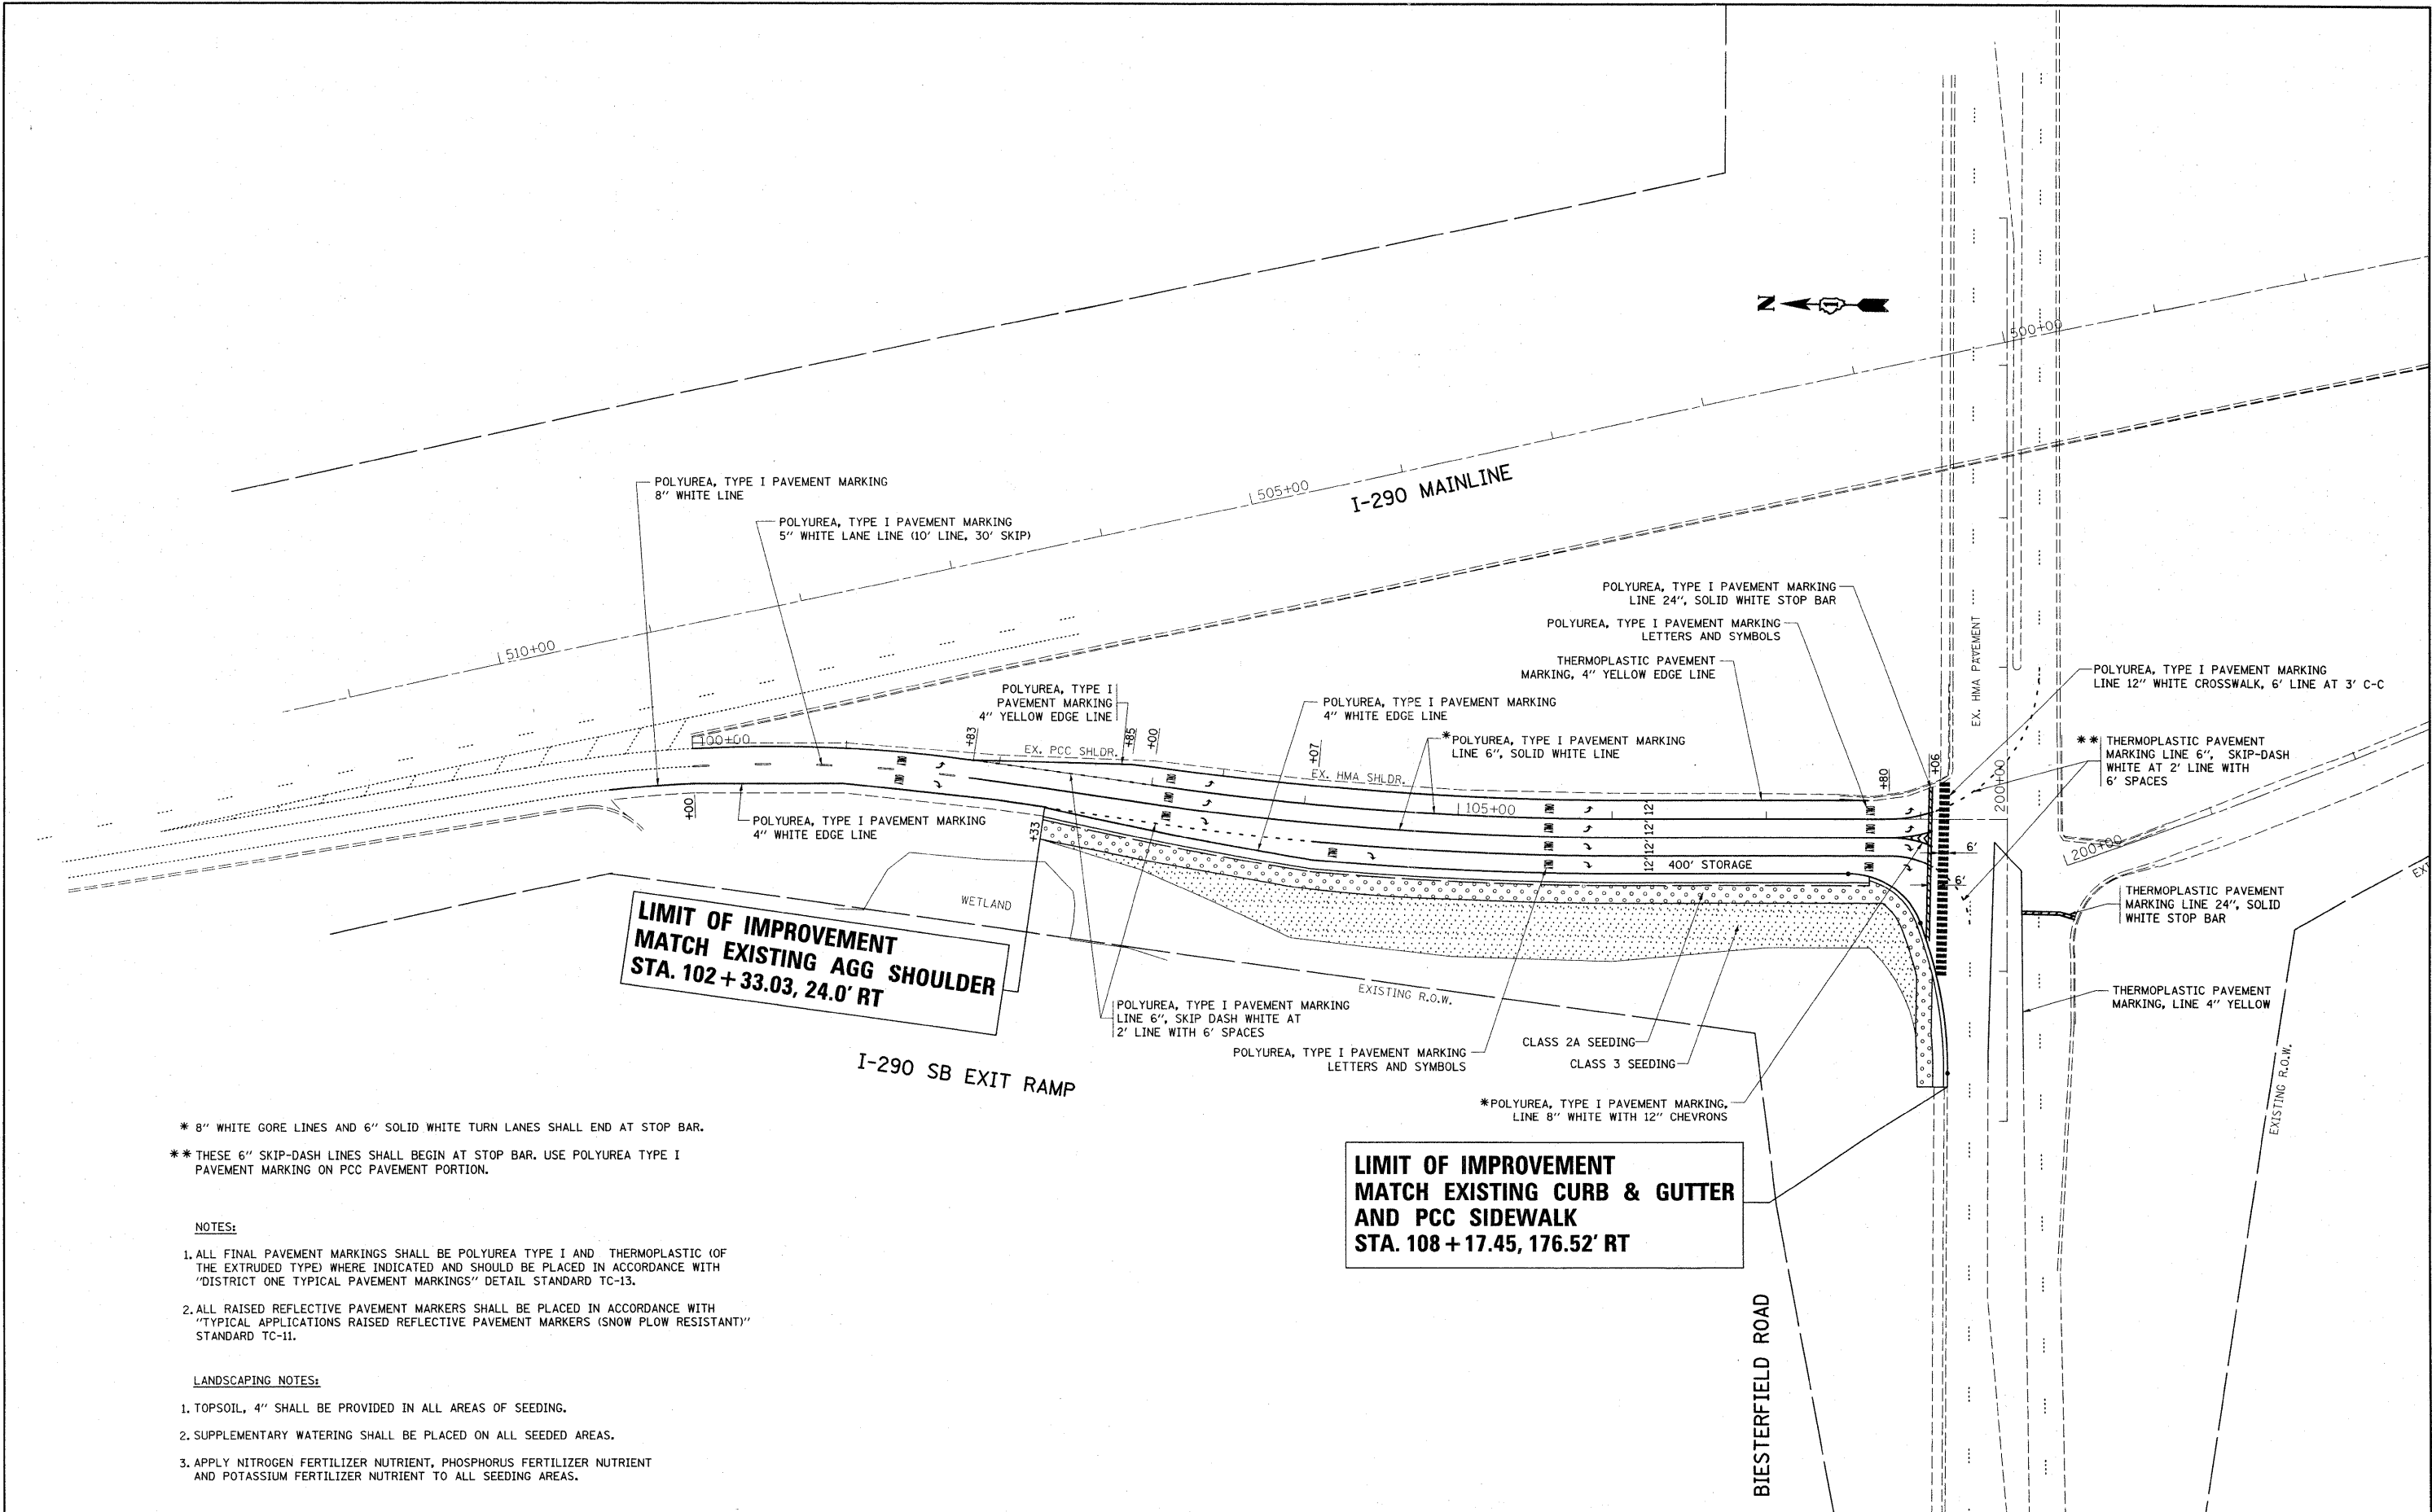 N
1
500+00
I-290 MAINLINE
505+00
510+00
POLYUREA, TYPE I PAVEMENT MARKING
8" WHITE LINE
POLYUREA, TYPE I PAVEMENT MARKING
5" WHITE LANE LINE (10' LINE, 30' SKIP)
POLYUREA, TYPE I PAVEMENT MARKING
LINE 24", SOLID WHITE STOP BAR
POLYUREA, TYPE I PAVEMENT MARKING
LETTERS AND SYMBOLS
THERMOPLASTIC PAVEMENT
MARKING, 4" YELLOW EDGE LINE
EX. HMA PAVEMENT
POLYUREA, TYPE I PAVEMENT MARKING
LINE 12" WHITE CROSSWALK, 6' LINE AT 3' C-C
** THERMOPLASTIC PAVEMENT
MARKING LINE 6", SKIP-DASH
WHITE AT 2' LINE WITH
6' SPACES
POLYUREA, TYPE I
PAVEMENT MARKING
4" YELLOW EDGE LINE
POLYUREA, TYPE I PAVEMENT MARKING
4" WHITE EDGE LINE
*POLYUREA, TYPE I PAVEMENT MARKING
LINE 6", SOLID WHITE LINE
100+00
+83
EX. PCC SHLDR.
+85
+00
+07
EX. HMA SHLDR.
+80
+06
200+00
105+00
+00
POLYUREA, TYPE I PAVEMENT MARKING
4" WHITE EDGE LINE
+33
12' 12' 12' 12'
400' STORAGE
6'
6'
200+00
EX
WETLAND
LIMIT OF IMPROVEMENT
MATCH EXISTING AGG SHOULDER
STA. 102 + 33.03, 24.0' RT
THERMOPLASTIC PAVEMENT
MARKING LINE 24", SOLID
WHITE STOP BAR
EXISTING R.O.W.
THERMOPLASTIC PAVEMENT
MARKING, LINE 4" YELLOW
POLYUREA, TYPE I PAVEMENT MARKING
LINE 6", SKIP DASH WHITE AT
2' LINE WITH 6' SPACES
POLYUREA, TYPE I PAVEMENT MARKING
LETTERS AND SYMBOLS
CLASS 2A SEEDING
CLASS 3 SEEDING
I-290 SB EXIT RAMP
*POLYUREA, TYPE I PAVEMENT MARKING,
LINE 8" WHITE WITH 12" CHEVRONS
EXISTING R.O.W.
LIMIT OF IMPROVEMENT
MATCH EXISTING CURB & GUTTER
AND PCC SIDEWALK
STA. 108 + 17.45, 176.52' RT
BIESTERFIELD ROAD
* 8" WHITE GORE LINES AND 6" SOLID WHITE TURN LANES SHALL END AT STOP BAR.
** THESE 6" SKIP-DASH LINES SHALL BEGIN AT STOP BAR. USE POLYUREA TYPE I
PAVEMENT MARKING ON PCC PAVEMENT PORTION.
NOTES:
1. ALL FINAL PAVEMENT MARKINGS SHALL BE POLYUREA TYPE I AND THERMOPLASTIC (OF
THE EXTRUDED TYPE) WHERE INDICATED AND SHOULD BE PLACED IN ACCORDANCE WITH
"DISTRICT ONE TYPICAL PAVEMENT MARKINGS" DETAIL STANDARD TC-13.
2. ALL RAISED REFLECTIVE PAVEMENT MARKERS SHALL BE PLACED IN ACCORDANCE WITH
"TYPICAL APPLICATIONS RAISED REFLECTIVE PAVEMENT MARKERS (SNOW PLOW RESISTANT)"
STANDARD TC-11.
LANDSCAPING NOTES:
1. TOPSOIL, 4" SHALL BE PROVIDED IN ALL AREAS OF SEEDING.
2. SUPPLEMENTARY WATERING SHALL BE PLACED ON ALL SEEDED AREAS.
3. APPLY NITROGEN FERTILIZER NUTRIENT, PHOSPHORUS FERTILIZER NUTRIENT
AND POTASSIUM FERTILIZER NUTRIENT TO ALL SEEDING AREAS.